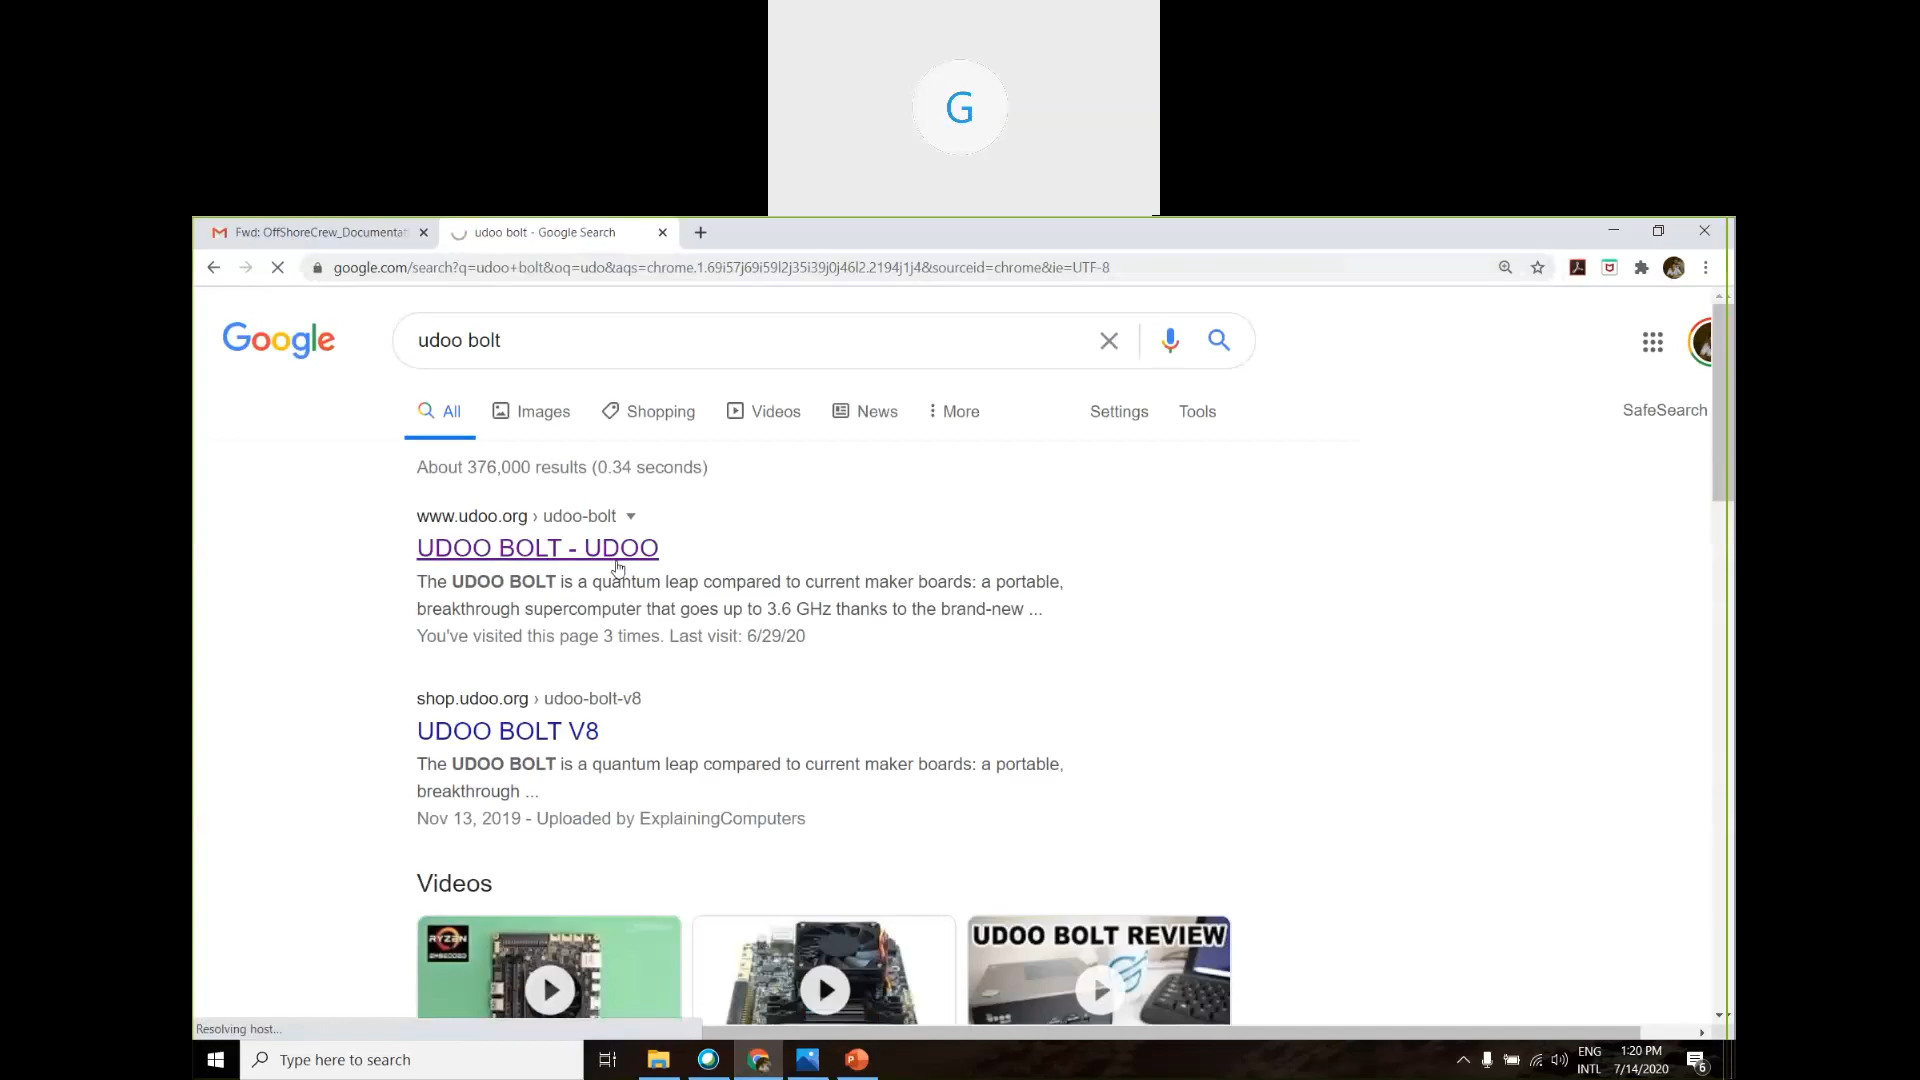 G
Fwd: OffShoreCrew_Documentat
udoo bolt - Google Search
google.com/search?q=udoo+bolt&oq=udo&aqs=chrome.1.69i57j69i59l2j35i39j0j46l2.2194j1j4&sourceid=chrome&ie=UTF-8
Google
udoo bolt
All Images Shopping Videos News More Settings Tools
SafeSearch
About 376,000 results (0.34 seconds)
www.udoo.org › udoo-bolt
UDOO BOLT - UDOO
The UDOO BOLT is a quantum leap compared to current maker boards: a portable,
breakthrough supercomputer that goes up to 3.6 GHz thanks to the brand-new ...
You've visited this page 3 times. Last visit: 6/29/20
shop.udoo.org › udoo-bolt-v8
UDOO BOLT V8
The UDOO BOLT is a quantum leap compared to current maker boards: a portable,
breakthrough ...
Nov 13, 2019 - Uploaded by ExplainingComputers
Videos
RYZEN
EMBEDDED
UDOO BOLT REVIEW
Resolving host...
Type here to search
ENG
INTL
1:20 PM
7/14/2020
6